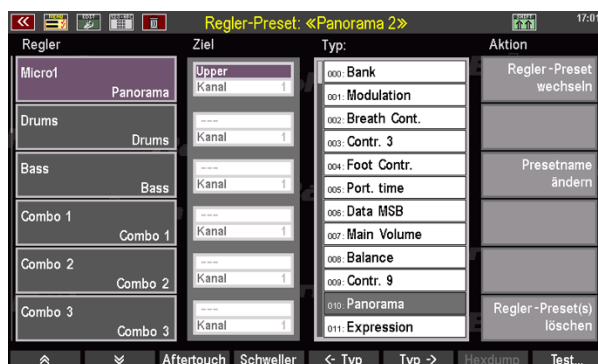 Regler-Preset: «Panorama 2»
17:01
Regler
Ziel
Typ:
Aktion
Micro1
Panorama
Upper
Kanal 1
Drums
Drums
---
Kanal 1
Bass
Bass
---
Kanal 1
Combo 1
Combo 1
---
Kanal 1
Combo 2
Combo 2
---
Kanal 1
Combo 3
Combo 3
---
Kanal 1
000: Bank
001: Modulation
002: Breath Cont.
003: Contr. 3
004: Foot Contr.
005: Port. time
006: Data MSB
007: Main Volume
008: Balance
009: Contr. 9
010: Panorama
011: Expression
Regler-Preset
wechseln
Presetname
ändern
Regler-Preset(s)
löschen
Aftertouch Schweller <- Typ Typ -> Hexdump Test...